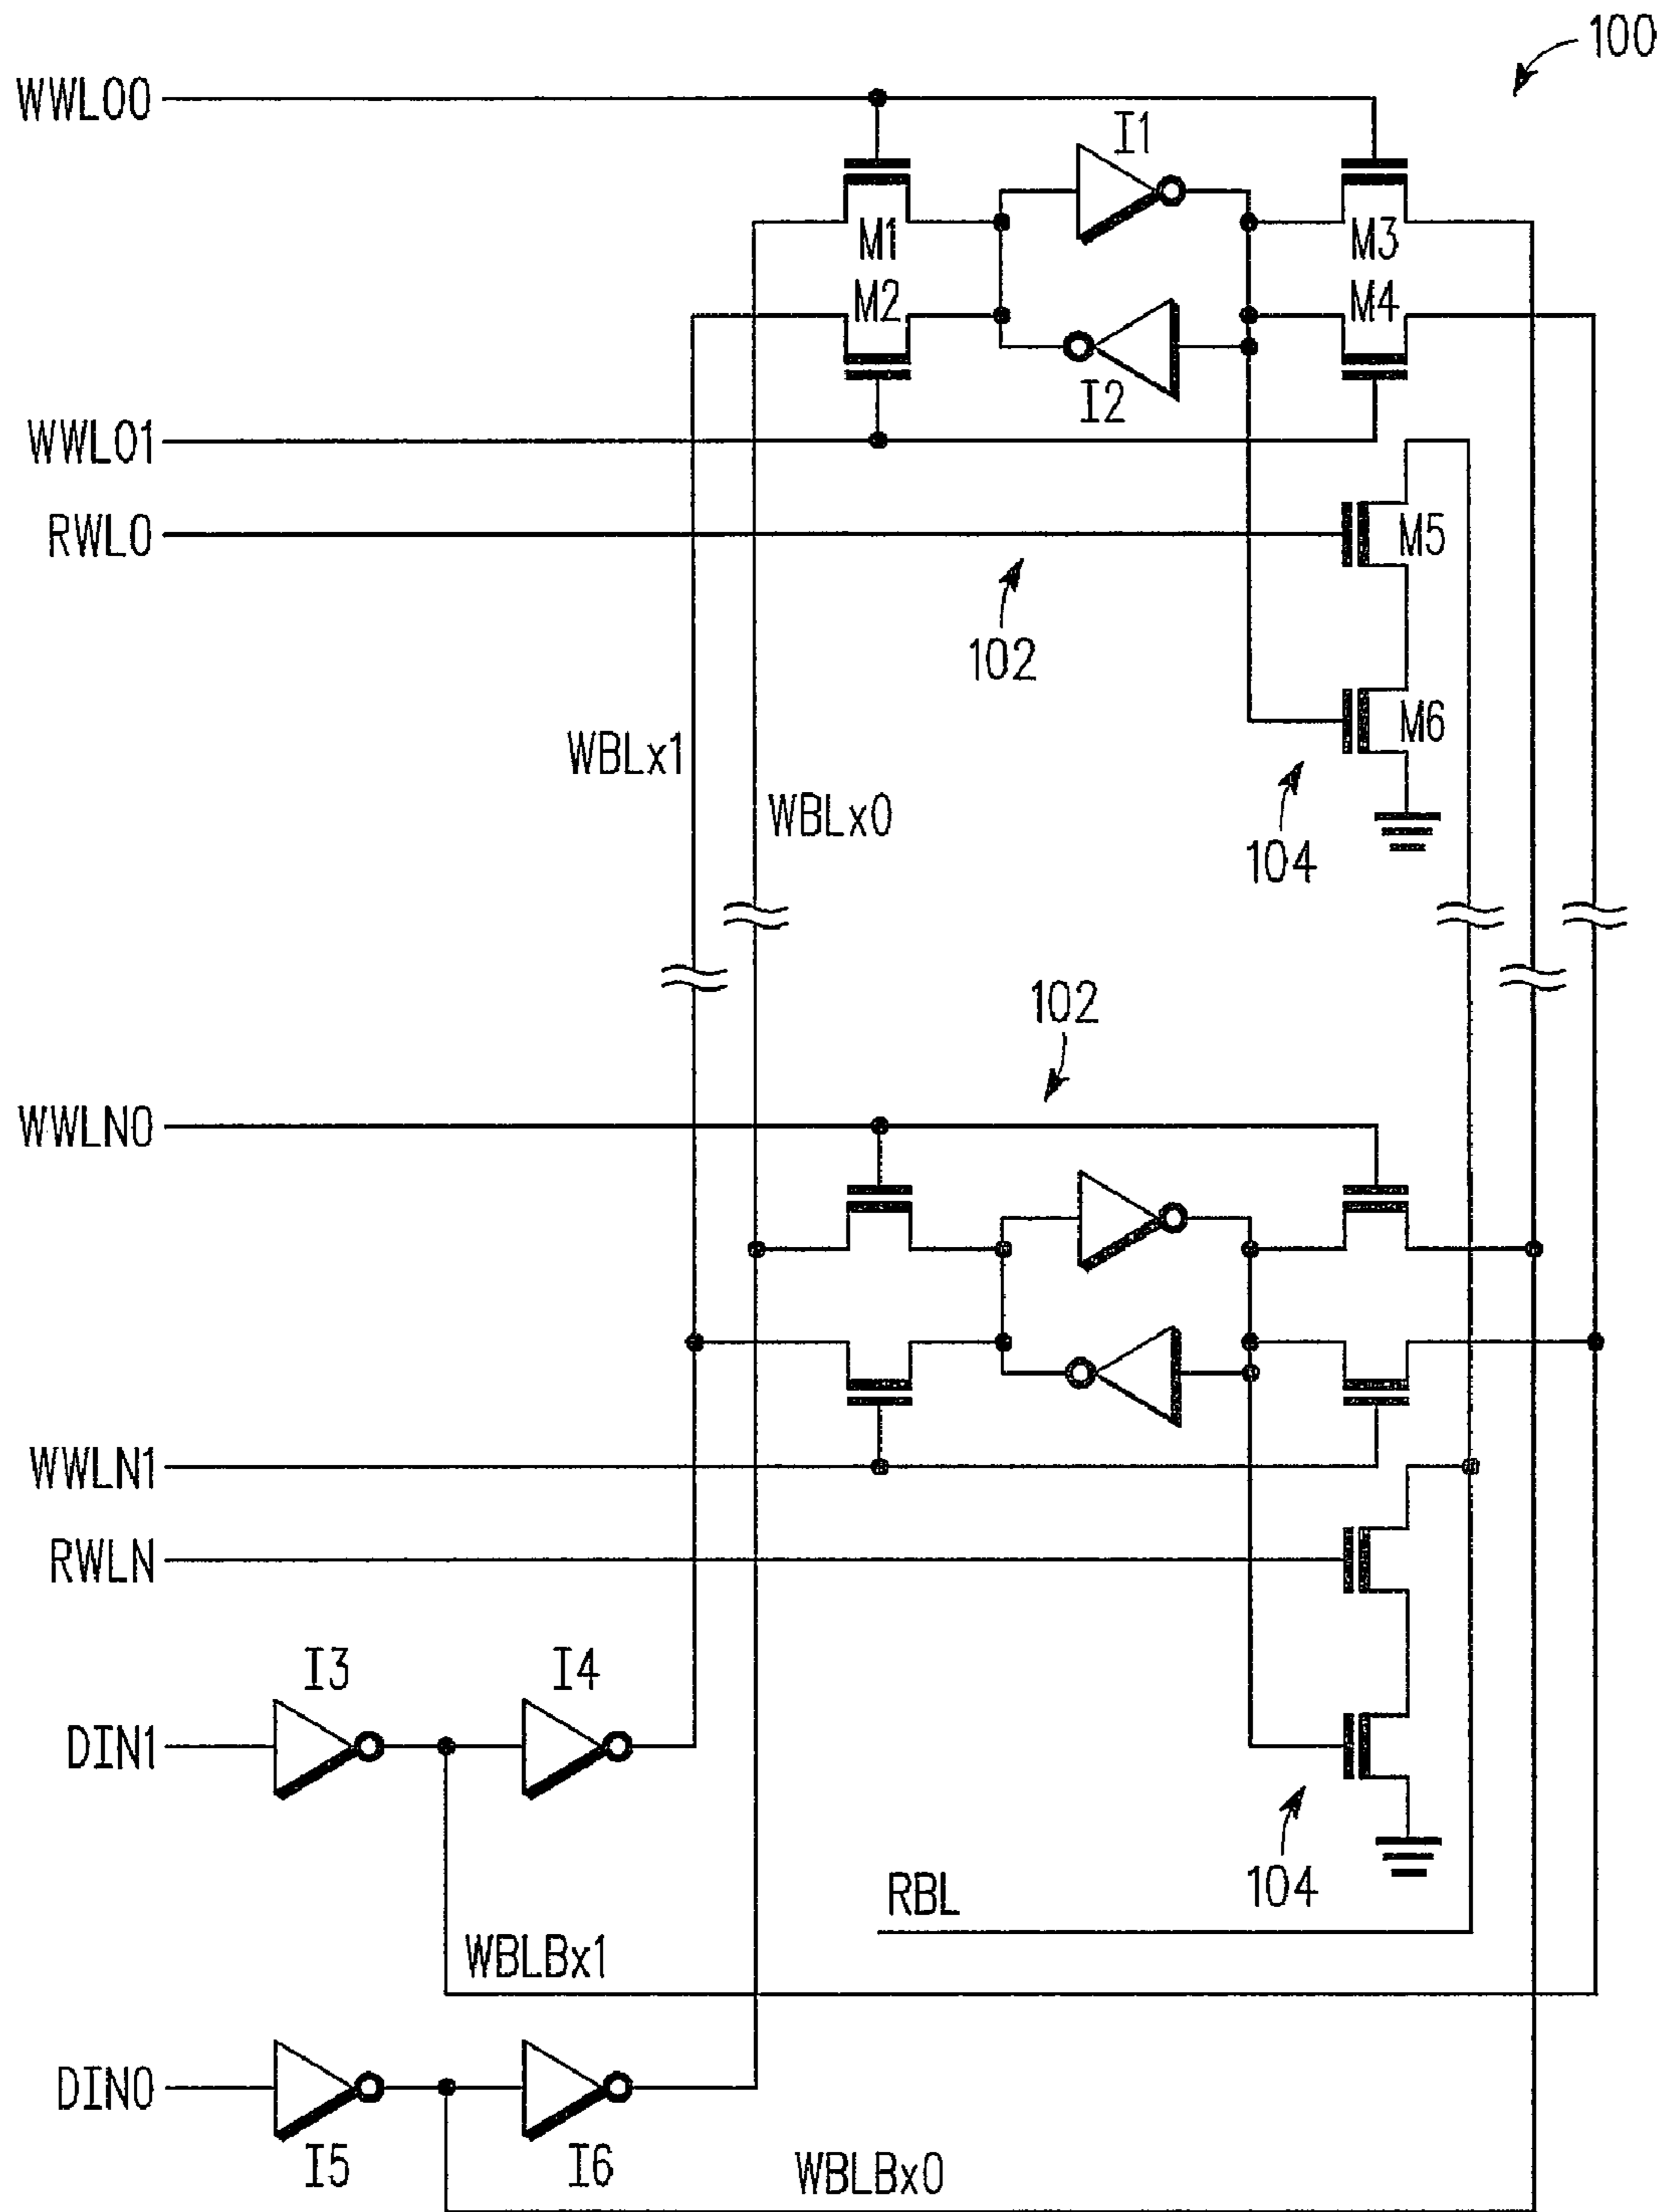 100
WWL00
I1
M1
M3
M2
M4
I2
WWL01
RWL0
M5
102
M6
WBLx1
WBLx0
104
102
WWLN0
WWLN1
RWLN
I3
I4
DIN1
104
RBL
WBLBx1
DIN0
I5
I6
WBLBx0